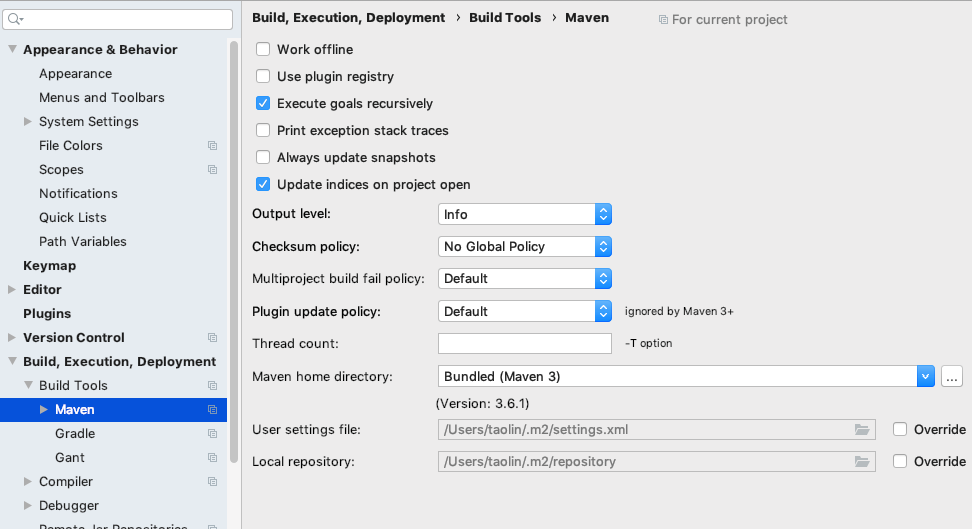 Appearance & Behavior
Appearance
Menus and Toolbars
System Settings
File Colors
Scopes
Notifications
Quick Lists
Path Variables
Keymap
Editor
Plugins
Version Control
Build, Execution, Deployment
Build Tools
Maven
Gradle
Gant
Compiler
Debugger
Remote Jar Repositories
Build, Execution, Deployment › Build Tools › Maven For current project
Work offline
Use plugin registry
Execute goals recursively
Print exception stack traces
Always update snapshots
Update indices on project open
Output level: Info
Checksum policy: No Global Policy
Multiproject build fail policy: Default
Plugin update policy: Default ignored by Maven 3+
Thread count: -T option
Maven home directory: Bundled (Maven 3) ...
(Version: 3.6.1)
User settings file: /Users/taolin/.m2/settings.xml Override
Local repository: /Users/taolin/.m2/repository Override